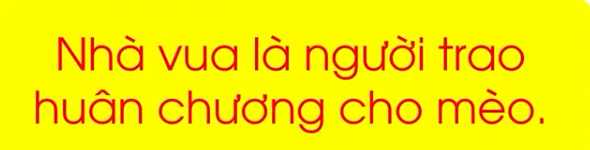 Nhà vua là người trao
huân chương cho mèo.